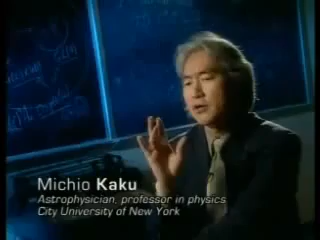 Michio Kaku
Astrophysician, professor in physics
City University of New York